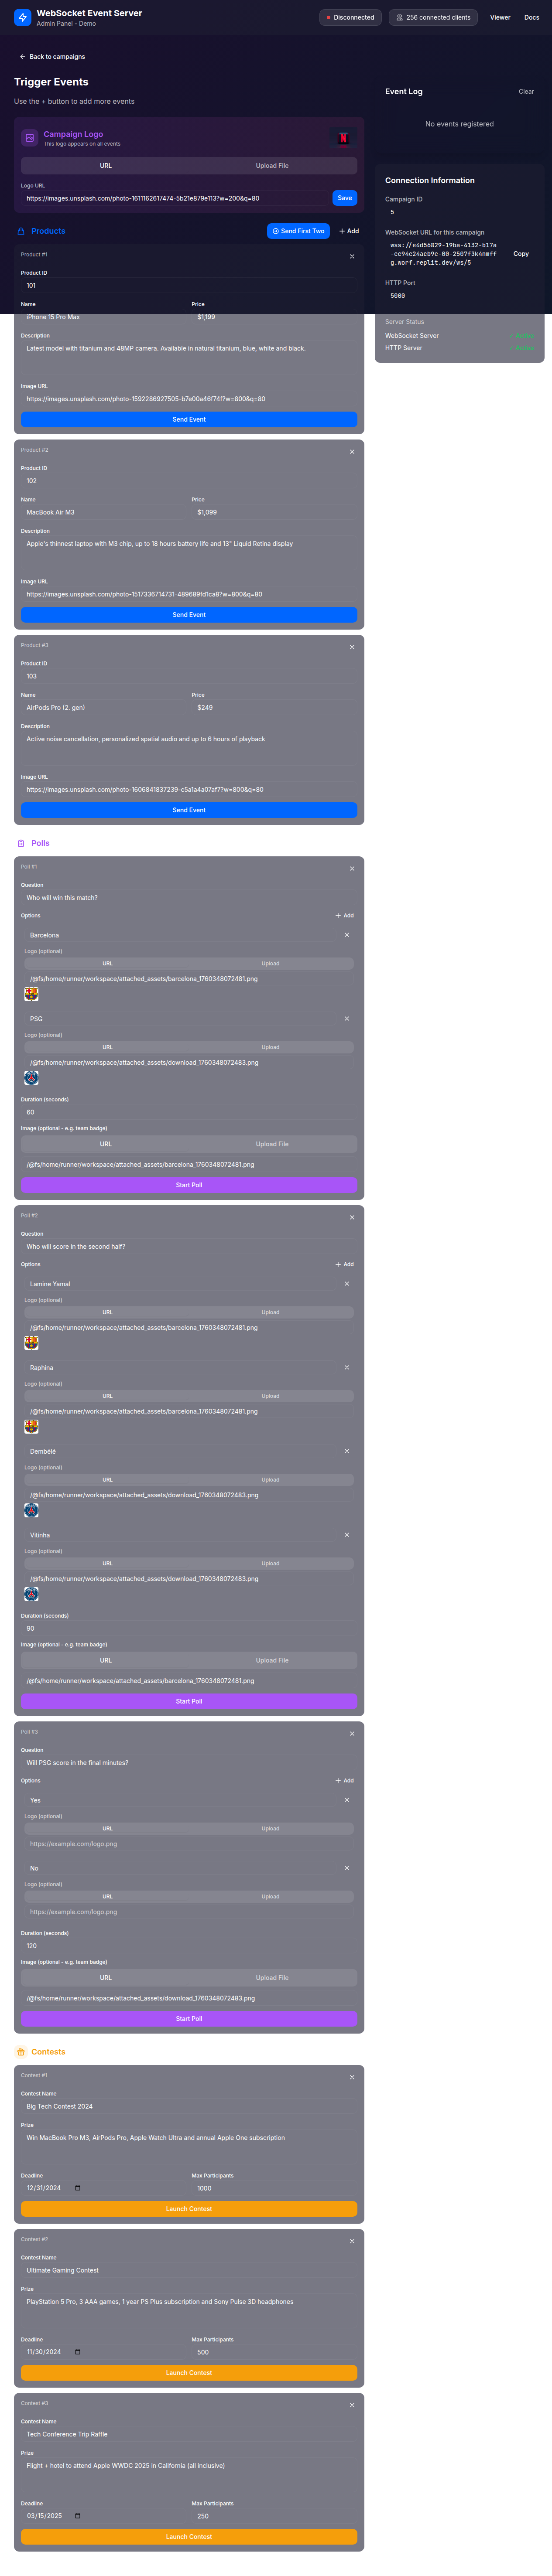 WebSocket Event Server
Admin Panel - Demo
Disconnected
256 connected clients
Viewer
Docs
Back to campaigns
Trigger Events
Use the + button to add more events
Campaign Logo
This logo appears on all events
URL
Upload File
Logo URL
https://images.unsplash.com/photo-1611162617474-5b21e879e113?w=200&q=80
Save
Products
Send First Two
Add
Product #1
Product ID
101
Name
Price
iPhone 15 Pro Max
$1,199
Description
Latest model with titanium and 48MP camera. Available in natural titanium, blue, white and black.
Image URL
https://images.unsplash.com/photo-1592286927505-b7e00a46f74f?w=800&q=80
Send Event
Product #2
Product ID
102
Name
Price
MacBook Air M3
$1,099
Description
Apple's thinnest laptop with M3 chip, up to 18 hours battery life and 13" Liquid Retina display
Image URL
https://images.unsplash.com/photo-1517336714731-489689fd1ca8?w=800&q=80
Send Event
Product #3
Product ID
103
Name
Price
AirPods Pro (2. gen)
$249
Description
Active noise cancellation, personalized spatial audio and up to 6 hours of playback
Image URL
https://images.unsplash.com/photo-1606841837239-c5a1a4a07af7?w=800&q=80
Send Event
Polls
Poll #1
Question
Who will win this match?
Options
Add
Barcelona
Logo (optional)
URL
Upload
/@fs/home/runner/workspace/attached_assets/barcelona_1760348072481.png
PSG
Logo (optional)
URL
Upload
/@fs/home/runner/workspace/attached_assets/download_1760348072483.png
Duration (seconds)
60
Image (optional - e.g. team badge)
URL
Upload File
/@fs/home/runner/workspace/attached_assets/barcelona_1760348072481.png
Start Poll
Poll #2
Question
Who will score in the second half?
Options
Add
Lamine Yamal
Logo (optional)
URL
Upload
/@fs/home/runner/workspace/attached_assets/barcelona_1760348072481.png
Raphina
Logo (optional)
URL
Upload
/@fs/home/runner/workspace/attached_assets/barcelona_1760348072481.png
Dembélé
Logo (optional)
URL
Upload
/@fs/home/runner/workspace/attached_assets/download_1760348072483.png
Vitinha
Logo (optional)
URL
Upload
/@fs/home/runner/workspace/attached_assets/download_1760348072483.png
Duration (seconds)
90
Image (optional - e.g. team badge)
URL
Upload File
/@fs/home/runner/workspace/attached_assets/barcelona_1760348072481.png
Start Poll
Poll #3
Question
Will PSG score in the final minutes?
Options
Add
Yes
Logo (optional)
URL
Upload
https://example.com/logo.png
No
Logo (optional)
URL
Upload
https://example.com/logo.png
Duration (seconds)
120
Image (optional - e.g. team badge)
URL
Upload File
/@fs/home/runner/workspace/attached_assets/download_1760348072483.png
Start Poll
Contests
Contest #1
Contest Name
Big Tech Contest 2024
Prize
Win MacBook Pro M3, AirPods Pro, Apple Watch Ultra and annual Apple One subscription
Deadline
Max Participants
12/31/2024
1000
Launch Contest
Contest #2
Contest Name
Ultimate Gaming Contest
Prize
PlayStation 5 Pro, 3 AAA games, 1 year PS Plus subscription and Sony Pulse 3D headphones
Deadline
Max Participants
11/30/2024
500
Launch Contest
Contest #3
Contest Name
Tech Conference Trip Raffle
Prize
Flight + hotel to attend Apple WWDC 2025 in California (all inclusive)
Deadline
Max Participants
03/15/2025
250
Launch Contest
Event Log
Clear
No events registered
Connection Information
Campaign ID
5
WebSocket URL for this campaign
wss://e4d56829-19ba-4132-b17a
-ec94e24acb9e-00-2507f3k4nmff
g.worf.replit.dev/ws/5
Copy
HTTP Port
5000
Server Status
WebSocket Server
HTTP Server